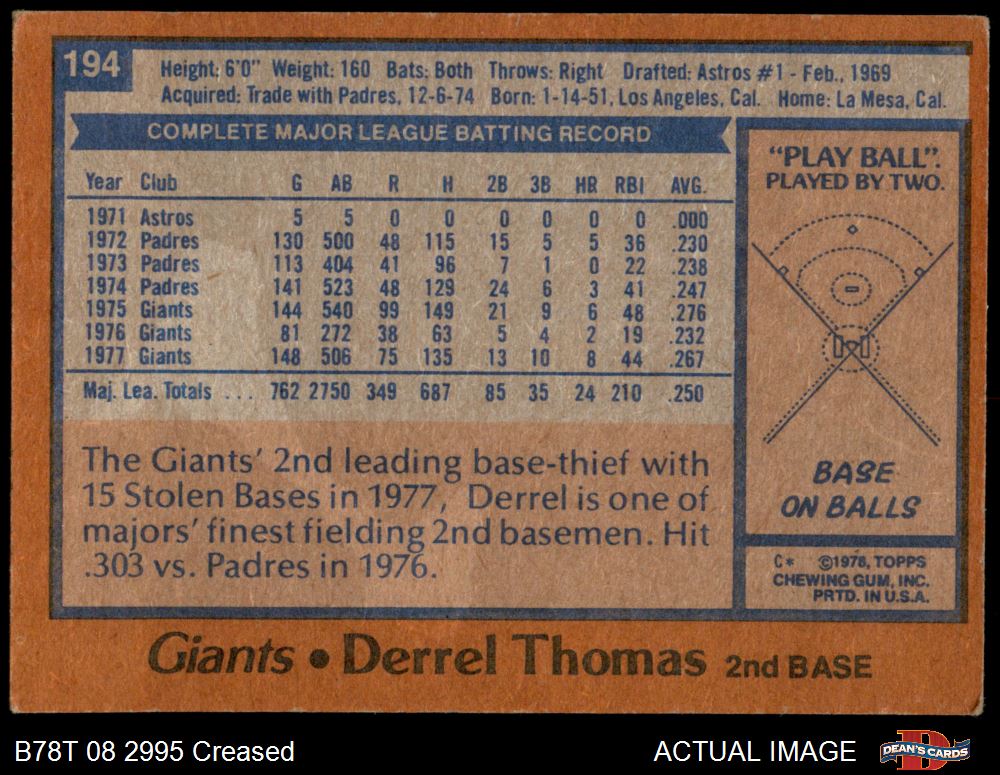 194
Height: 6'0" Weight: 160 Bats: Both Throws: Right Drafted: Astros #1 - Feb., 1969
Acquired: Trade with Padres, 12-6-74 Born: 1-14-51, Los Angeles, Cal. Home: La Mesa, Cal.
COMPLETE MAJOR LEAGUE BATTING RECORD
Year Club G AB R H 2B 3B HR RBI AVG.
1971 Astros 5 5 0 0 0 0 0 0 .000
1972 Padres 130 500 48 115 15 5 5 36 .230
1973 Padres 113 404 41 96 7 1 0 22 .238
1974 Padres 141 523 48 129 24 6 3 41 .247
1975 Giants 144 540 99 149 21 9 6 48 .276
1976 Giants 81 272 38 63 5 4 2 19 .232
1977 Giants 148 506 75 135 13 10 8 44 .267
Maj. Lea. Totals . . . 762 2750 349 687 85 35 24 210 .250
The Giants' 2nd leading base-thief with
15 Stolen Bases in 1977, Derrel is one of
majors' finest fielding 2nd basemen. Hit
.303 vs. Padres in 1976.
"PLAY BALL".
PLAYED BY TWO.
BASE
ON BALLS
C* ©1978, TOPPS
CHEWING GUM, INC.
PRTD. IN U.S.A.
Giants • Derrel Thomas 2nd BASE
B78T 08 2995 Creased
ACTUAL IMAGE
DEAN'S CARDS